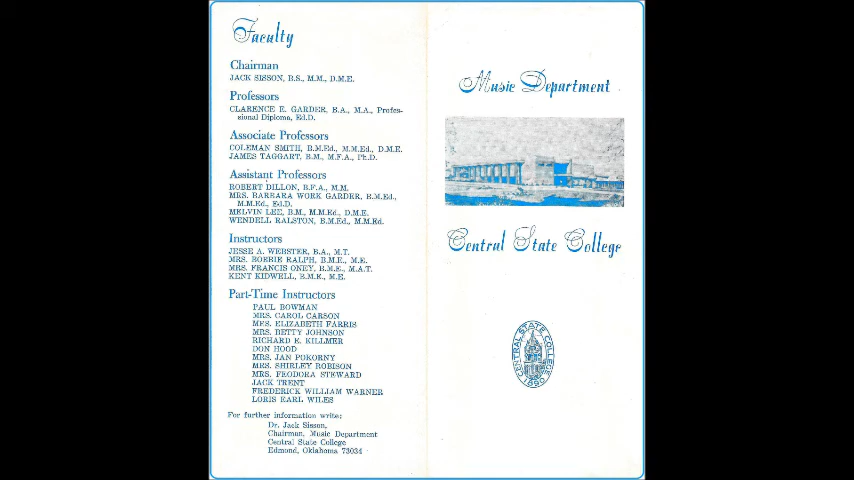 Faculty
Chairman
JACK SISSON, B.S., M.M., D.M.E.
Professors
CLARENCE E. GARDER, B.A., M.A., Profes-
sional Diploma, Ed.D.
Associate Professors
COLEMAN SMITH, B.M.Ed., M.M.Ed., D.M.E.
JAMES TAGGART, B.M., M.F.A., Ph.D.
Assistant Professors
ROBERT DILLON, B.F.A., M.M.
MRS. BARBARA WORK GARDER, B.M.Ed.,
M.M.Ed., Ed.D.
MELVIN LEE, B.M., M.M.Ed., D.M.E.
WENDELL RALSTON, B.M.Ed., M.M.Ed.
Instructors
JESSE A. WEBSTER, B.A., M.T.
MRS. BOBBIE RALPH, B.M.E., M.E.
MRS. FRANCIS ONEY, B.M.E., M.A.T.
KENT KIDWELL, B.M.E., M.E.
Part-Time Instructors
PAUL BOWMAN
MRS. CAROL CARSON
MRS. ELIZABETH FARRIS
MRS. BETTY JOHNSON
RICHARD E. KILLMER
DON HOOD
MRS. JAN POKORNY
MRS. SHIRLEY ROBISON
MRS. FEODORA STEWARD
JACK TRENT
FREDERICK WILLIAM WARNER
LORIS EARL WILES
For further information write:
Dr. Jack Sisson,
Chairman, Music Department
Central State College
Edmond, Oklahoma 73034
Music Department
Central State College
CENTRAL STATE COLLEGE
1890